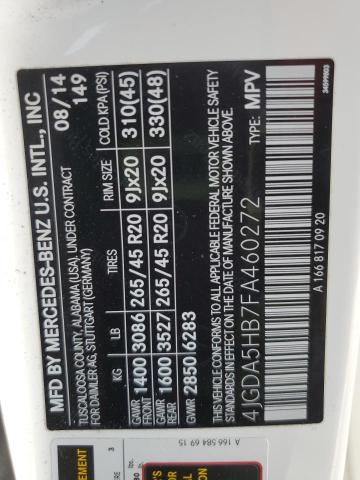 MFD BY MERCEDES-BENZ U.S. INTL., INC
TUSCALOOSA COUNTY, ALABAMA (USA), UNDER CONTRACT
FOR DAIMLER AG, STUTTGART (GERMANY)
08/14
149
KG LB TIRES RIM SIZE COLD KPA(PSI)
GAWR FRONT 1400 3086 265/45 R20 9Jx20 310(45)
GAWR REAR 1600 3527 265/45 R20 9Jx20 330(48)
GVWR 2850 6283
THIS VEHICLE CONFORMS TO ALL APPLICABLE FEDERAL MOTOR VEHICLE SAFETY
STANDARDS IN EFFECT ON THE DATE OF MANUFACTURE SHOWN ABOVE.
4JGDA5HB7FA460272 TYPE: MPV
A 166 817 09 20
34599803
A 166 584 69 15
3
lbs.